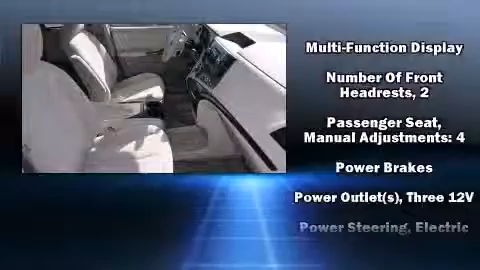 Multi-Function Display
Number Of Front
Headrests, 2
Passenger Seat,
Manual Adjustments: 4
Power Brakes
Power Outlet(s), Three 12V
Power Steering, Electric